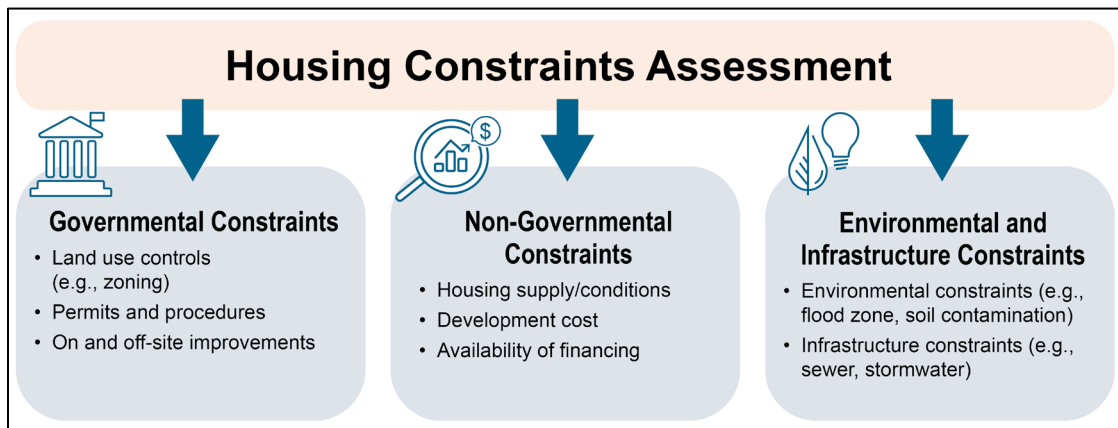 Housing Constraints Assessment
$
Governmental Constraints
• Land use controls
(e.g., zoning)
• Permits and procedures
• On and off-site improvements
Non-Governmental
Constraints
• Housing supply/conditions
• Development cost
• Availability of financing
Environmental and
Infrastructure Constraints
• Environmental constraints (e.g.,
flood zone, soil contamination)
• Infrastructure constraints (e.g.,
sewer, stormwater)